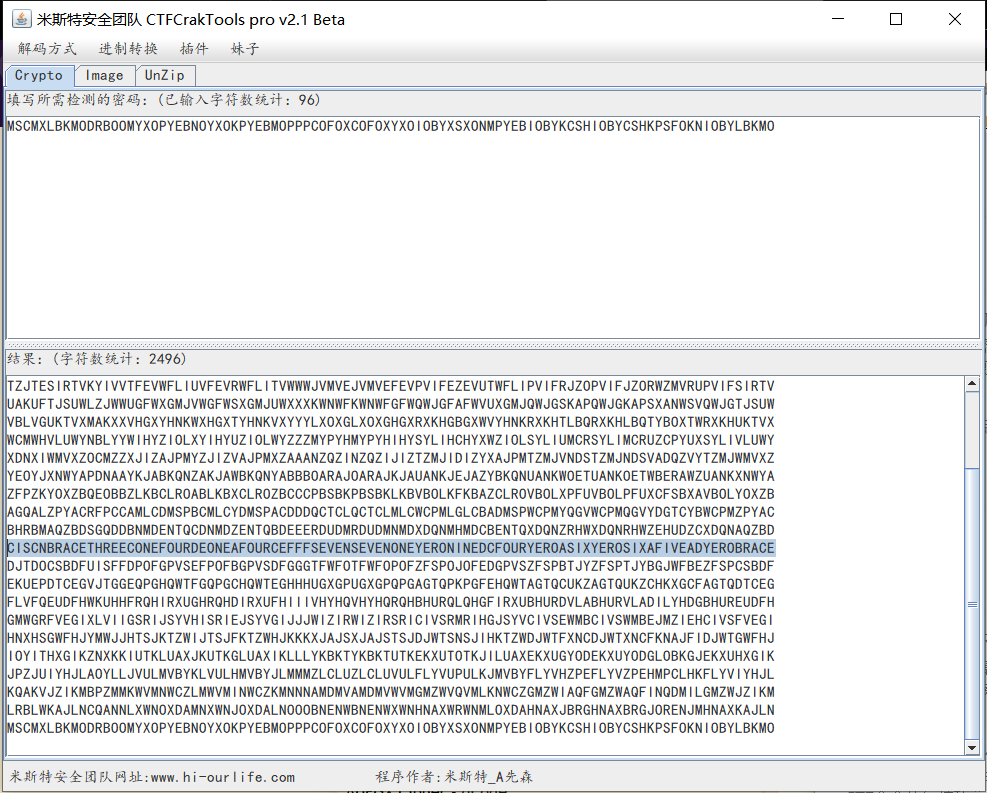 米斯特安全团队 CTFCrakTools pro v2.1 Beta
解码方式 进制转换 插件 妹子
Crypto Image UnZip
填写所需检测的密码：(已输入字符数统计：96)
MSCMXLBKMODRBOOMYXOPYEBNOYXOKPYEBMOPPPCOFOXCOFOXYXOIOBYXSXONMPYEBIOBYKCSHIOBYCSHKPSFOKNIOBYLBKMO
结果：(字符数统计：2496)
TZJTESIRTVKYIVVTFEVWFLIUVFEVRWFLITVWWWJVMVEJVMVEFEVPVIFEZEVUTWFLIPVIFRJZOPVIFJZORWZMVRUPVIFSIRTV
UAKUFTJSUWLZJWWUGFWXGMJVWGFWSXGMJUWXXXKWNWFKWNWFGFWQWJGFAFWVUXGMJQWJGSKAPQWJGKAPSXANWSVQWJGTJSUW
VBLVGUKTVXMAKXXVHGXYHNKWXHGXTYHNKVXYYYLXOXGLXOXGHGXRXKHGBGXWVYHNKRXKHTLBQRXKHLBQTYBOXTWRXKHUKTVX
WCMWHVLUWYNBLYYWIHYZIOLXYIHYUZIOLWYZZZMYPYHMYPYHIHYSYLIHCHYXWZIOLSYLIUMCRSYLIMCRUZCPYUXSYLIVLUWY
XDNXIWMVXZOCMZZXJIZAJPMYZJIZVAJPMXZAAANZQZINZQZIJIZTZMJIDIZYXAJPMTZMJVNDSTZMJNDSVADQZVYTZMJWMVXZ
YEOYJXNWYAPDNAAYKJABKQNZAKJAWBKQNYABBBOARAJOARAJKJAUANKJEJAZYBKQNUANKWOETUANKOETWBERAWZUANKXNWYA
ZFPZKYOXZBQEOBBZLKBCLROABLKBXCLROZBCCCPBSBKPBSBKLKBVBOLKFKBAZCLROVBOLXPFUVBOLPFUXCFSBXAVBOLYOXZB
AGQALZPYACRFPCCAMLCDMSPBCMLCYDMSPACDDDQCTCLQCTCLMLCWCPMLGLCBADMSPWCPMYQGVWCPMQGVYDGTCYBWCPMZPYAC
BHRBMAQZBDSGQDDBNMDENTQCDNMDZENTQBDEEERDUDMRDUDMNMDXDQNMHMDCBENTQXDQNZRHWXDQNRHWZEHUDZCXDQNAQZBD
CISCNBRACETHREECONEFOURDEONEAFOURCEFFFSEVENSEVENONEYERONINEDCFOURYEROASIXYEROSIXAFIVEADYEROBRACE
DJTDOCSBDFUISFFDPOFGPVSEFPOFBGPVSDFGGGTFWFOTFWFOPOFZFSPOJOFEDGPVSZFSPBTJYZFSPTJYBGJWFBEZFSPCSBDF
EKUEPDTCEGVJTGGEQPGHQWTFGQPGCHQWTEGHHHUGXGPUGXGPQPGAGTQPKPGFEHQWTAGTQCUKZAGTQUKZCHKXGCFAGTQDTCEG
FLVFQEUDFHWKUHHFRQHIRXUGHRQHDIRXUFHIIIVHYHQVHYHQRQHBHURQLQHGFIRXUBHURDVLABHURVLADILYHDGBHUREUDFH
GMWGRFVEGIXLVIIGSRIJSYVHISRIEJSYVGIJJJWIZIRWIZIRSRICIVSRMRIHGJSYVCIVSEWMBCIVSWMBEJMZIEHCIVSFVEGI
HNXHSGWFHJYMWJJHTSJKTZWIJTSJFKTZWHJKKKXJAJSXJAJSTSJDJWTSNSJIHKTZWDJWTFXNCDJWTXNCFKNAJFIDJWTGWFHJ
IOYITHXGIKZNXKKIUTKLUAXJKUTKGLUAXIKLLLYKBKTYKBKTUTKEKXUTOTKJILUAXEKXUGYODEKXUYODGLOBKGJEKXUHXGIK
JPZJUIYHJLAOYLLJVULMVBYKLVULHMVBYJLMMMZLCLUZLCLUVULFLYVUPULKJMVBYFLYVHZPEFLYVZPEHMPCLHKFLYVIYHJL
KQAKVJZIKMBPZMMKWVMNWCZLMWVMINWCZKMNNNAMDMVAMDMVWVMGMZWVQVMLKNWCZGMZWIAQFGMZWAQFINQDMILGMZWJZIKM
LRBLWKAJLNCQANNLXWNOXDAMNXWNJOXDALNOOOBNENWBNENWXWNHNAXWRWNMLOXDAHNAXJBRGHNAXBRGJORENJMHNAXKAJLN
MSCMXLBKMODRBOOMYXOPYEBNOYXOKPYEBMOPPPCOFOXCOFOXYXOIOBYXSXONMPYEBIOBYKCSHIOBYCSHKPSFOKNIOBYLBKMO
米斯特安全团队网址:www.hi-ourlife.com 程序作者:米斯特_A先森